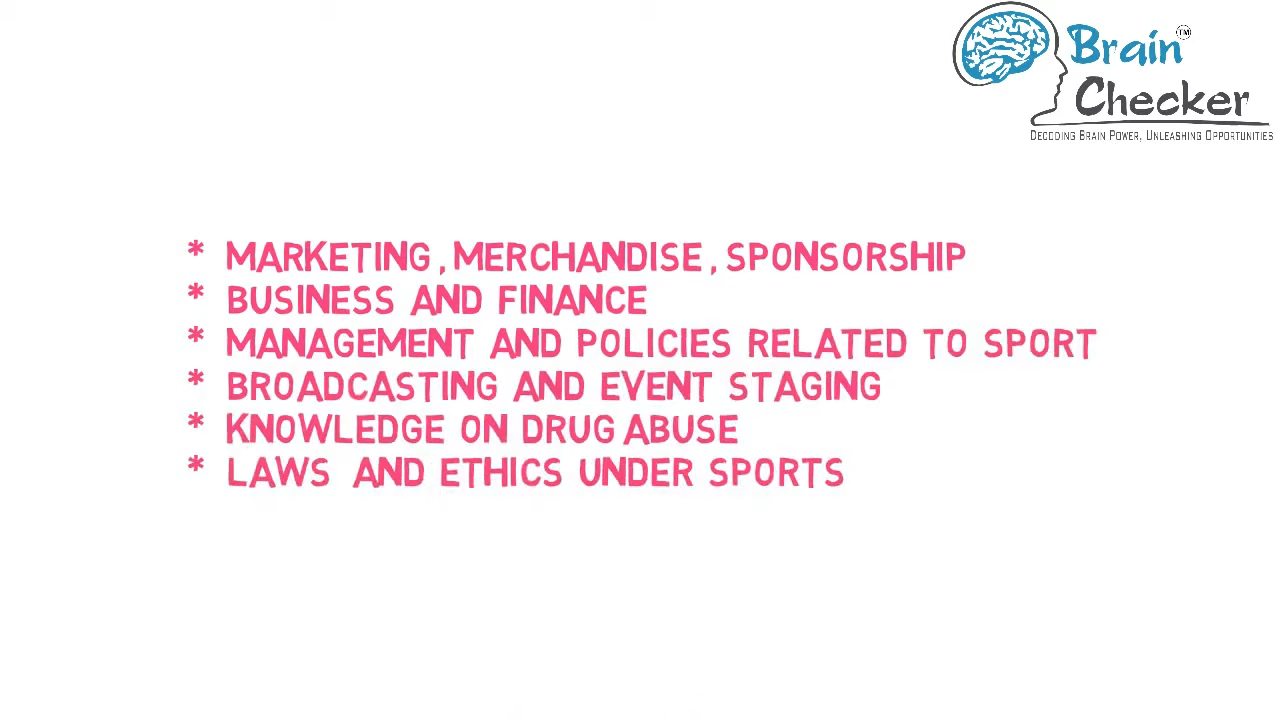 Brain™
Checker
Decoding Brain Power, Unleashing Opportunities
* MARKETING, MERCHANDISE, SPONSORSHIP
* BUSINESS AND FINANCE
* MANAGEMENT AND POLICIES RELATED TO SPORT
* BROADCASTING AND EVENT STAGING
* KNOWLEDGE ON DRUG ABUSE
* LAWS AND ETHICS UNDER SPORTS